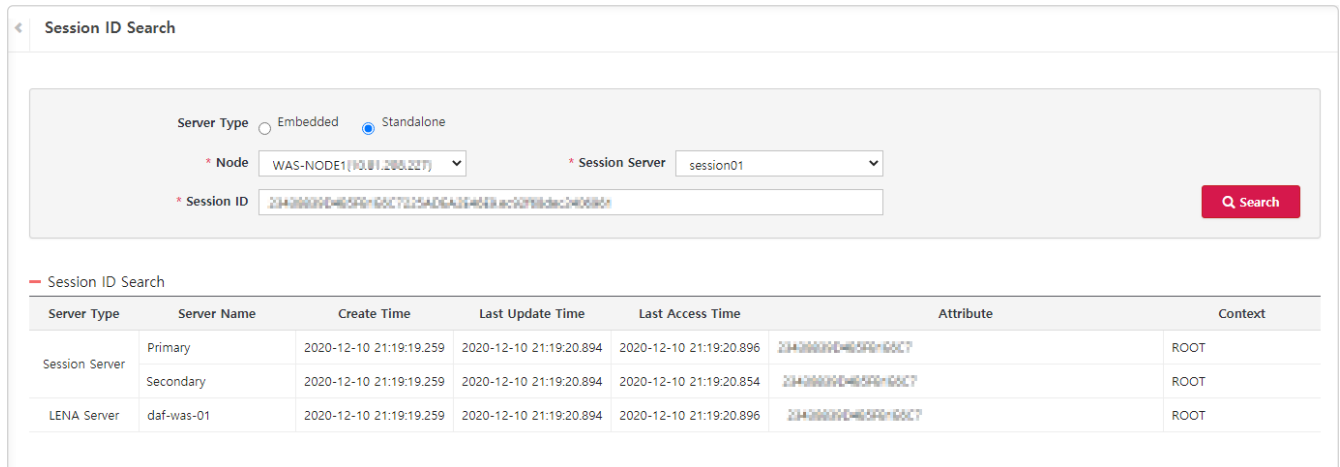 Session ID Search
Server Type Embedded Standalone
* Node WAS-NODE1 * Session Server session01
* Session ID
Search
Session ID Search
Server Type Server Name Create Time Last Update Time Last Access Time Attribute Context
Session Server
Primary 2020-12-10 21:19:19.259 2020-12-10 21:19:20.894 2020-12-10 21:19:20.896 ROOT
Secondary 2020-12-10 21:19:19.259 2020-12-10 21:19:20.894 2020-12-10 21:19:20.854 ROOT
LENA Server daf-was-01 2020-12-10 21:19:19.259 2020-12-10 21:19:20.894 2020-12-10 21:19:20.896 ROOT